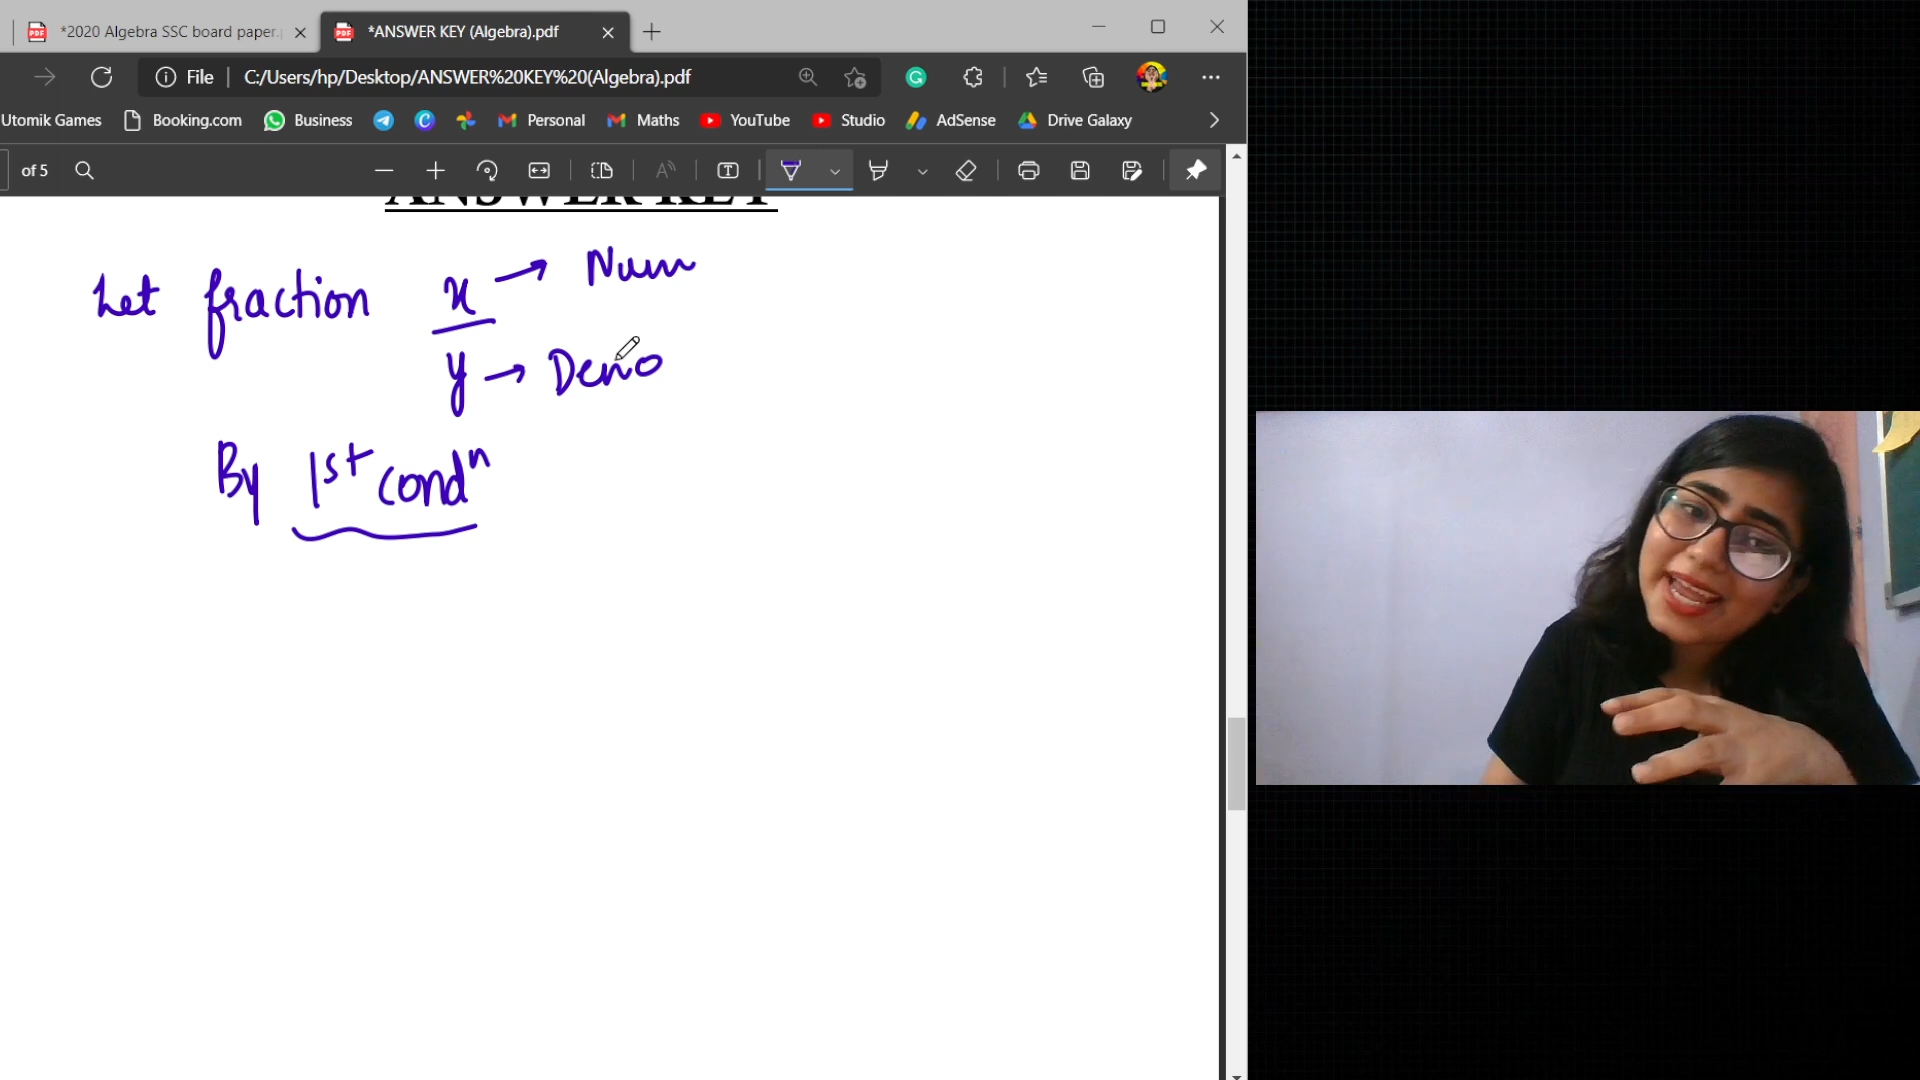 *2020 Algebra SSC board paper.p
*ANSWER KEY (Algebra).pdf
File
C:/Users/hp/Desktop/ANSWER%20KEY%20(Algebra).pdf
Utomik Games
Booking.com
Business
Personal
Maths
YouTube
Studio
AdSense
Drive Galaxy
of 5
ANSWER KEY
Let fraction x → Num
y → Deno
By 1st condn